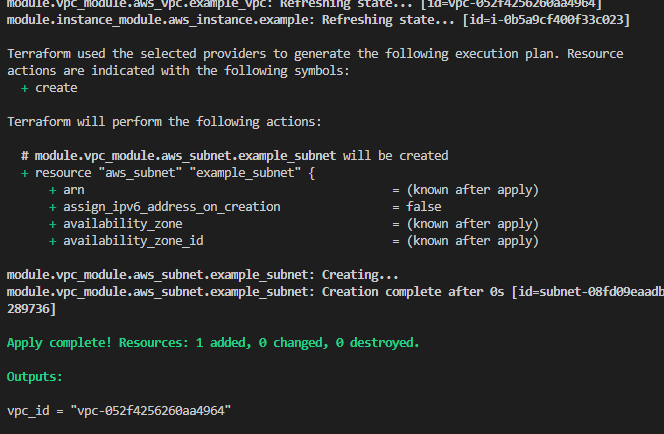 module.vpc_module.aws_vpc.example_vpc: Refreshing state... [id=vpc-052f4256260aa4964]
module.instance_module.aws_instance.example: Refreshing state... [id=i-0b5a9cf400f33c023]
Terraform used the selected providers to generate the following execution plan. Resource
actions are indicated with the following symbols:
+ create
Terraform will perform the following actions:
# module.vpc_module.aws_subnet.example_subnet will be created
+ resource "aws_subnet" "example_subnet" {
+ arn = (known after apply)
+ assign_ipv6_address_on_creation = false
+ availability_zone = (known after apply)
+ availability_zone_id = (known after apply)
module.vpc_module.aws_subnet.example_subnet: Creating...
module.vpc_module.aws_subnet.example_subnet: Creation complete after 0s [id=subnet-08fd09eaadb
289736]
Apply complete! Resources: 1 added, 0 changed, 0 destroyed.
Outputs:
vpc_id = "vpc-052f4256260aa4964"